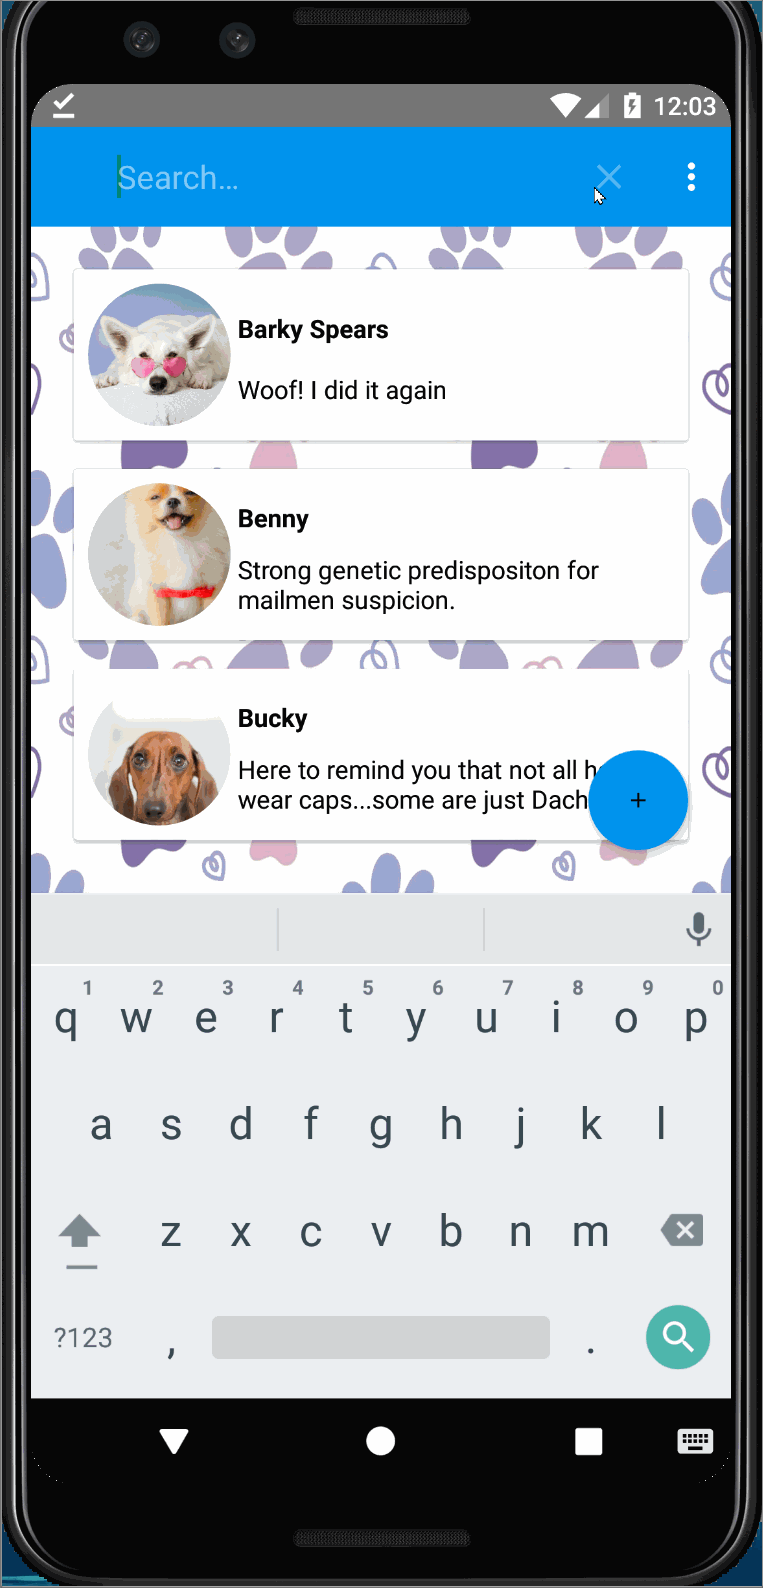 12:03
Search...
Barky Spears
Woof! I did it again
Benny
Strong genetic predispositon for
mailmen suspicion.
Bucky
Here to remind you that not all h
wear caps...some are just Dach
+
1 2 3 4 5 6 7 8 9 0
q w e r t y u i o p
a s d f g h j k l
z x c v b n m
?123 , .